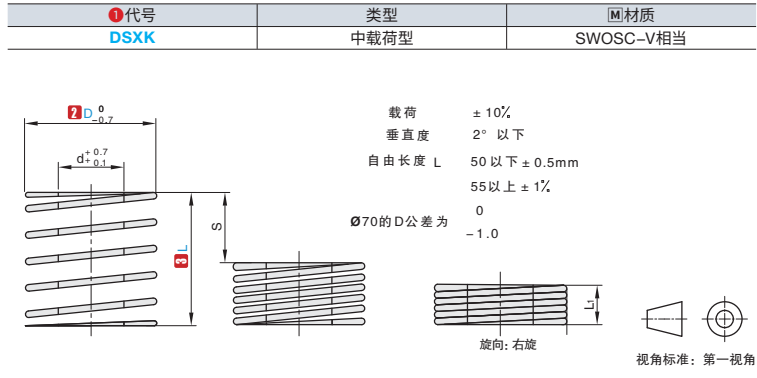 ❶代号 类型 M材质
DSXK 中载荷型 SWOSC-V相当
2 D 0 -0.7
d +0.7 +0.1
3 L
S
L1
载荷 ±10%
垂直度 2° 以下
自由长度 L 50以下±0.5mm
55以上±1%
Ø70的D公差为 0 -1.0
旋向: 右旋
视角标准: 第一视角